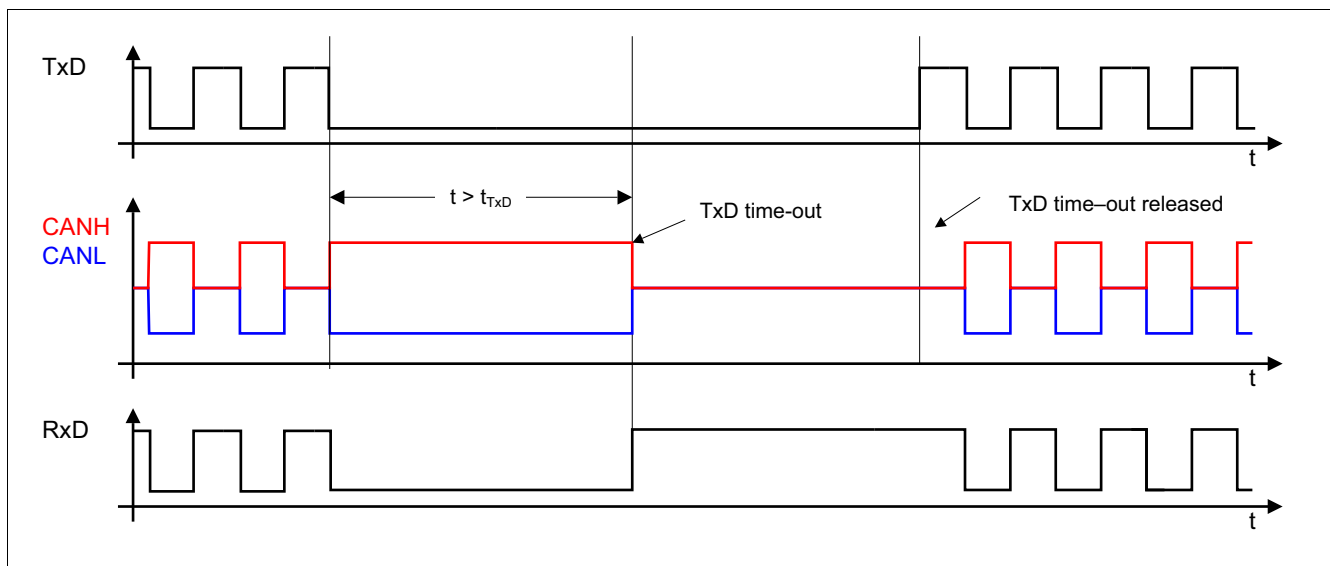 TxD
t
t > tTxD
TxD time-out
TxD time–out released
CANH
CANL
t
RxD
t